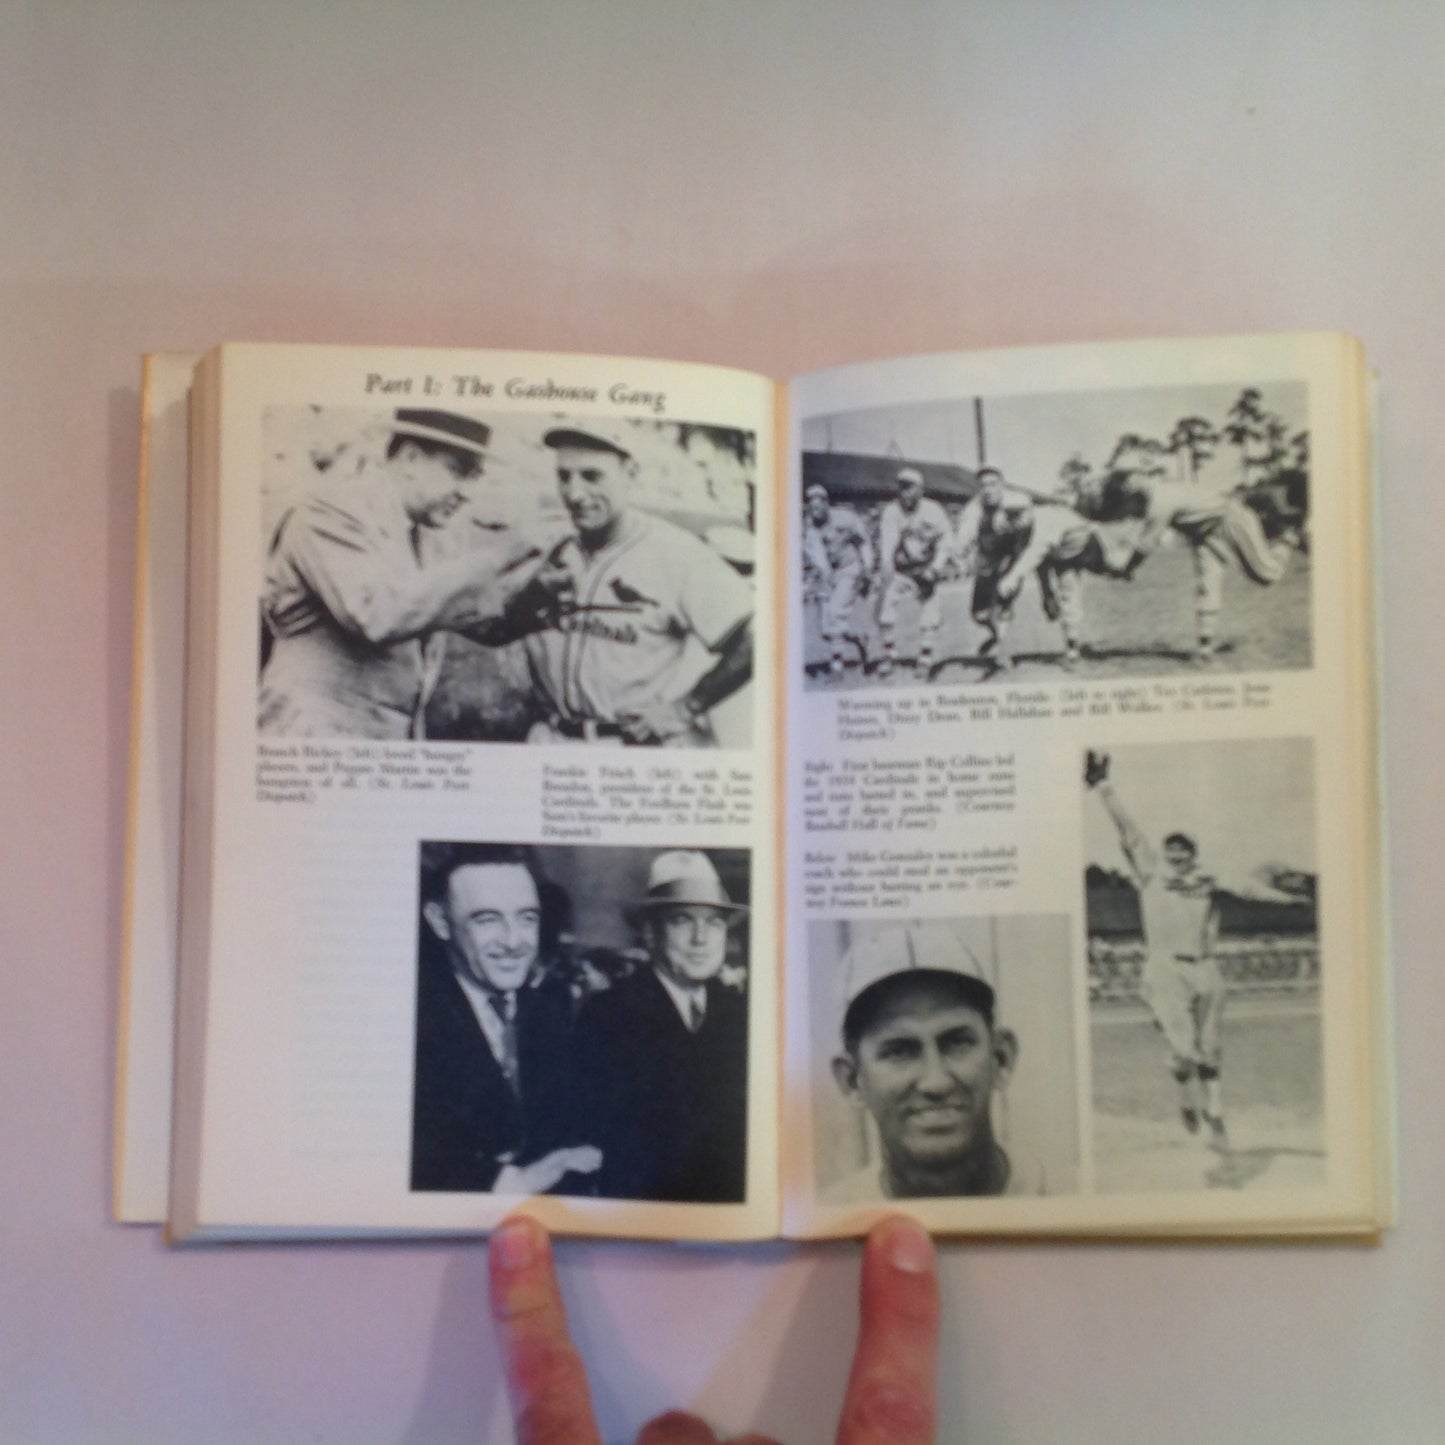 Part I: The Gashouse Gang
Cardinals
Branch Rickey (left) loved "hungry"
players, and Pepper Martin was the
hungriest of all. (St. Louis Post-
Dispatch)
Frankie Frisch (left) with Sam
Breadon, president of the St. Louis
Cardinals. The Fordham Flash was
Sam's favorite player. (St. Louis Post-
Dispatch)
Warming up in Bradenton, Florida: (left to right) Tex Carleton, Jesse
Haines, Dizzy Dean, Bill Hallahan and Bill Walker. (St. Louis Post-
Dispatch)
Right: First baseman Rip Collins led
the 1934 Cardinals in home runs
and runs batted in, and supervised
most of their pranks. (Courtesy
Baseball Hall of Fame)
Below: Mike Gonzalez was a colorful
coach who could steal an opponent's
sign without batting an eye. (Cour-
tesy France Laux)